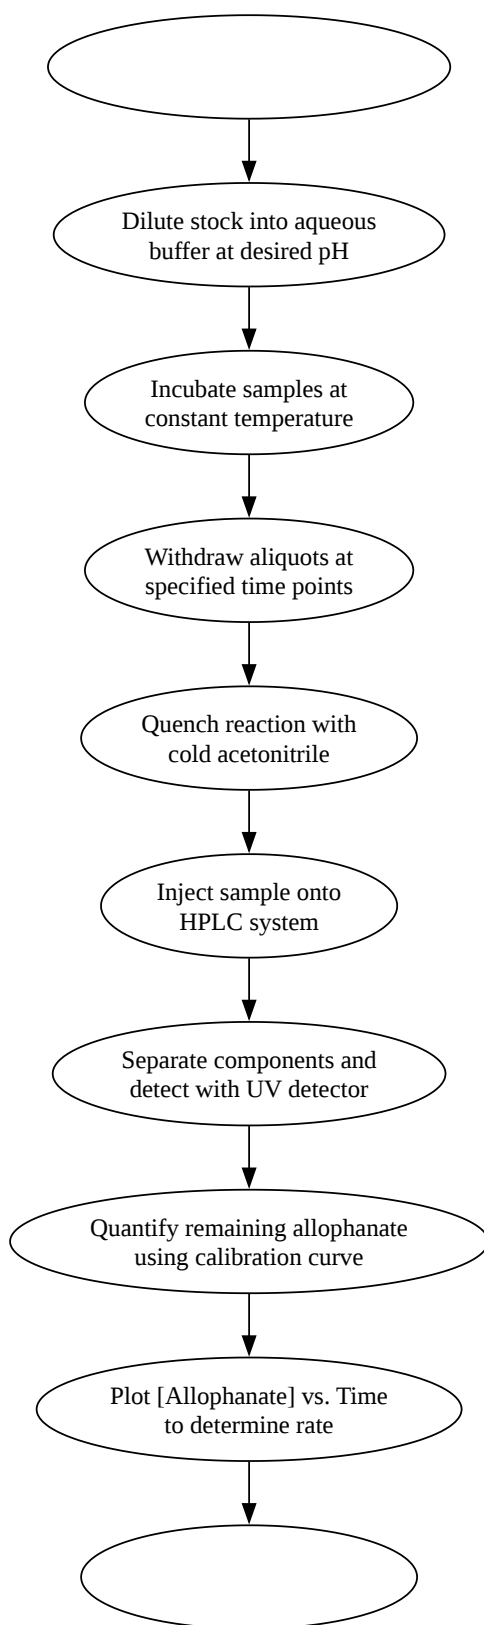 Dilute stock into aqueous
buffer at desired pH
Incubate samples at
constant temperature
Withdraw aliquots at
specified time points
Quench reaction with
cold acetonitrile
Inject sample onto
HPLC system
Separate components and
detect with UV detector
Quantify remaining allophanate
using calibration curve
Plot [Allophanate] vs. Time
to determine rate